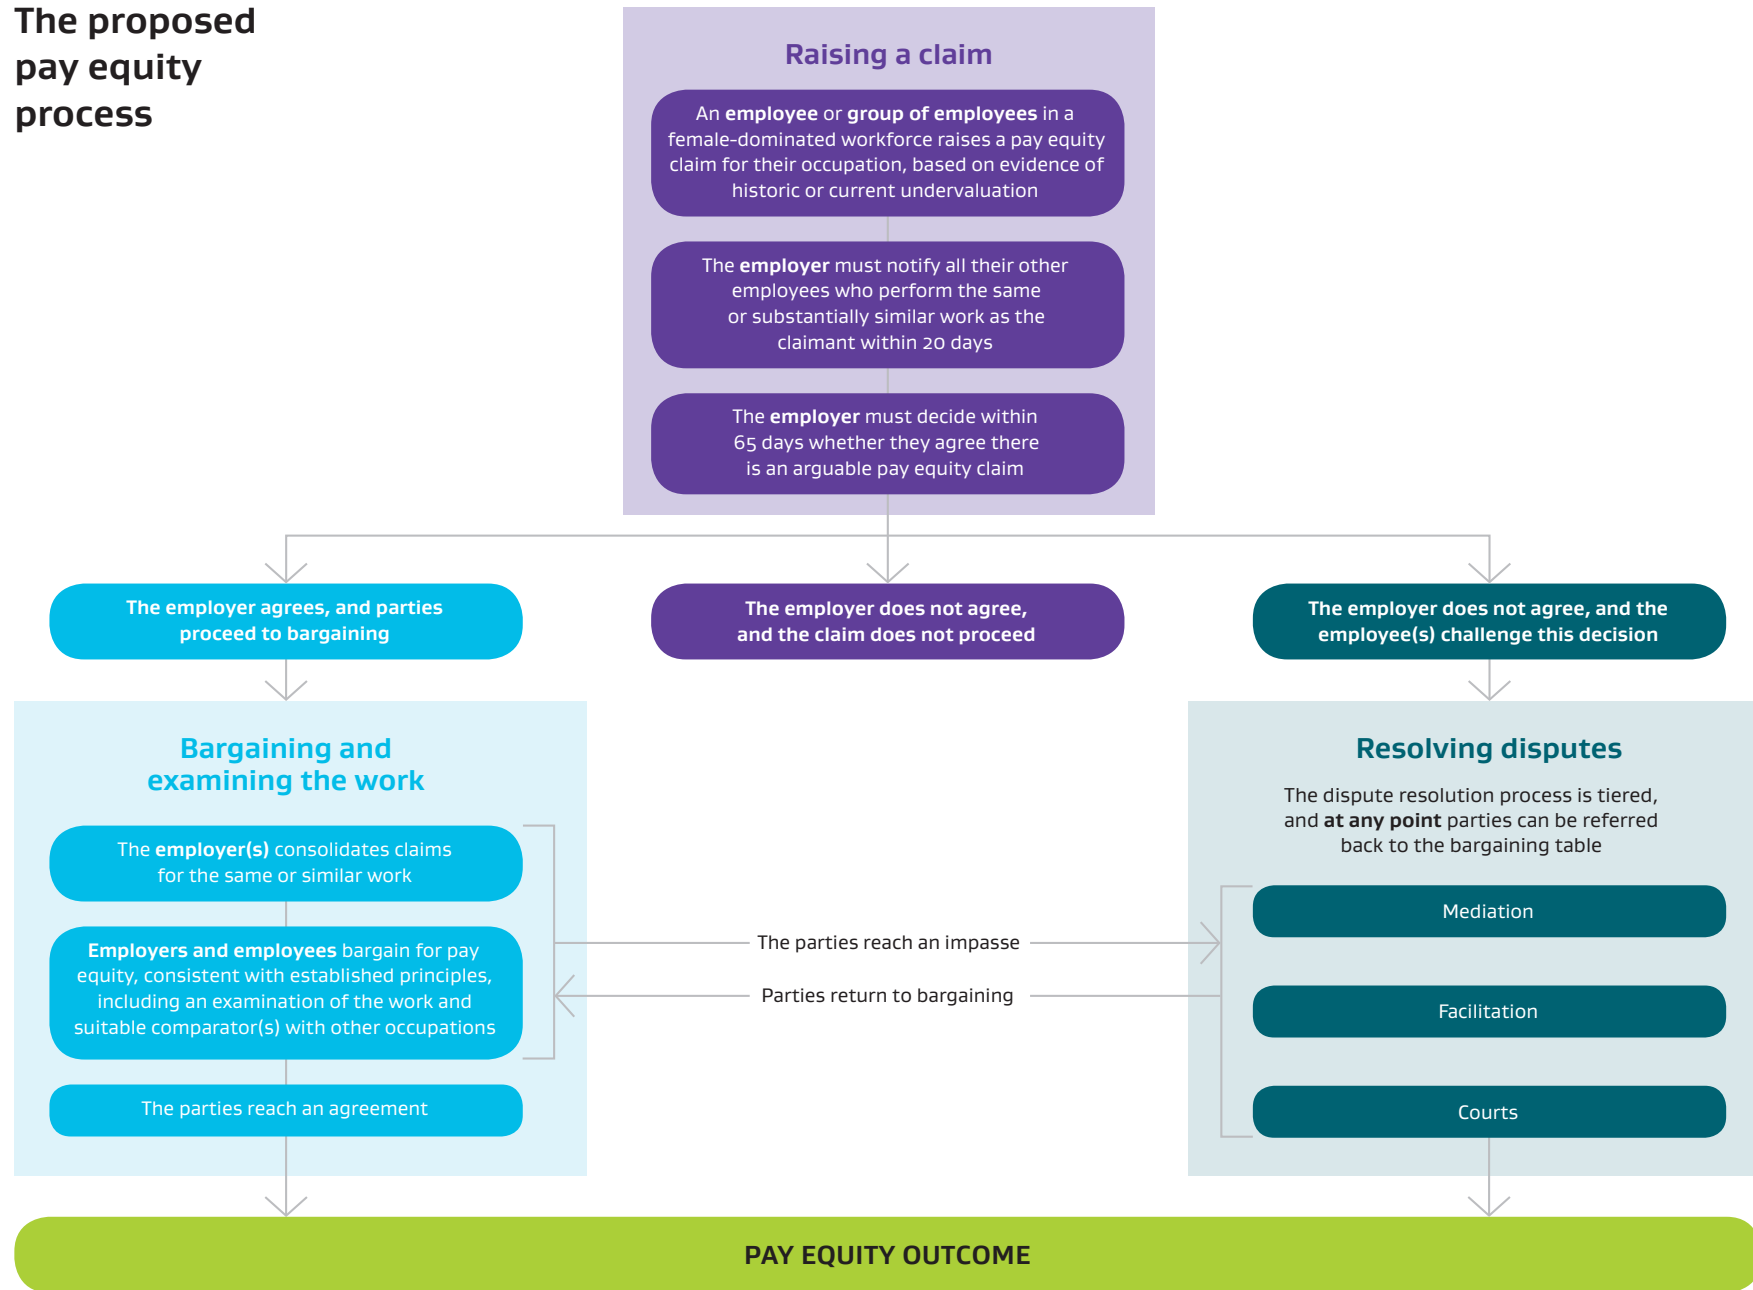 The proposed
pay equity
process
Raising a claim
An employee or group of employees in a
female-dominated workforce raises a pay equity
claim for their occupation, based on evidence of
historic or current undervaluation
The employer must notify all their other
employees who perform the same
or substantially similar work as the
claimant within 20 days
The employer must decide within
65 days whether they agree there
is an arguable pay equity claim
The employer agrees, and parties
proceed to bargaining
The employer does not agree,
and the claim does not proceed
The employer does not agree, and the
employee(s) challenge this decision
Bargaining and
examining the work
The employer(s) consolidates claims
for the same or similar work
Employers and employees bargain for pay
equity, consistent with established principles,
including an examination of the work and
suitable comparator(s) with other occupations
The parties reach an agreement
The parties reach an impasse
Parties return to bargaining
Resolving disputes
The dispute resolution process is tiered,
and at any point parties can be referred
back to the bargaining table
Mediation
Facilitation
Courts
PAY EQUITY OUTCOME